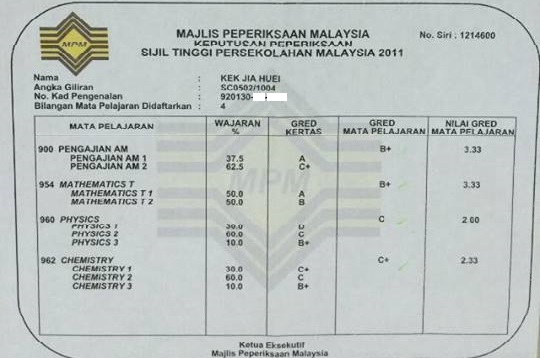 MAJLIS PEPERIKSAAN MALAYSIA
No. Siri : 1214600
KEPUTUSAN PEPERIKSAAN
SIJIL TINGGI PERSEKOLAHAN MALAYSIA 2011
MPM
Nama : KEK JIA HUEI
Angka Giliran : SC0502/1004
No. Kad Pengenalan : 920130-
Bilangan Mata Pelajaran Didaftarkan : 4
MATA PELAJARAN WAJARAN % GRED KERTAS GRED MATA PELAJARAN NILAI GRED MATA PELAJARAN
900 PENGAJIAN AM B+ 3.33
PENGAJIAN AM 1 37.5 A
PENGAJIAN AM 2 62.5 C+
954 MATHEMATICS T B+ 3.33
MATHEMATICS T 1 50.0 A
MATHEMATICS T 2 50.0 B
960 PHYSICS C 2.00
PHYSICS 1 30.0 D
PHYSICS 2 60.0 C
PHYSICS 3 10.0 B+
962 CHEMISTRY C+ 2.33
CHEMISTRY 1 30.0 C+
CHEMISTRY 2 60.0 C
CHEMISTRY 3 10.0 B+
MPM
Ketua Eksekutif
Majlis Peperiksaan Malaysia